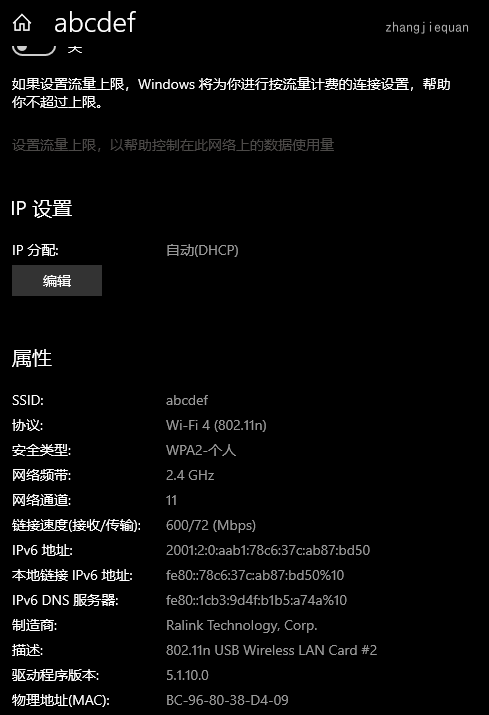 abcdef
zhangjiequan
关
如果设置流量上限，Windows 将为你进行按流量计费的连接设置，帮助
你不超过上限。
设置流量上限，以帮助控制在此网络上的数据使用量
IP 设置
IP 分配: 自动(DHCP)
编辑
属性
SSID: abcdef
协议: Wi-Fi 4 (802.11n)
安全类型: WPA2-个人
网络频带: 2.4 GHz
网络通道: 11
链接速度(接收/传输): 600/72 (Mbps)
IPv6 地址: 2001:2:0:aab1:78c6:37c:ab87:bd50
本地链接 IPv6 地址: fe80::78c6:37c:ab87:bd50%10
IPv6 DNS 服务器: fe80::1cb3:9d4f:b1b5:a74a%10
制造商: Ralink Technology, Corp.
描述: 802.11n USB Wireless LAN Card #2
驱动程序版本: 5.1.10.0
物理地址(MAC): BC-96-80-38-D4-09